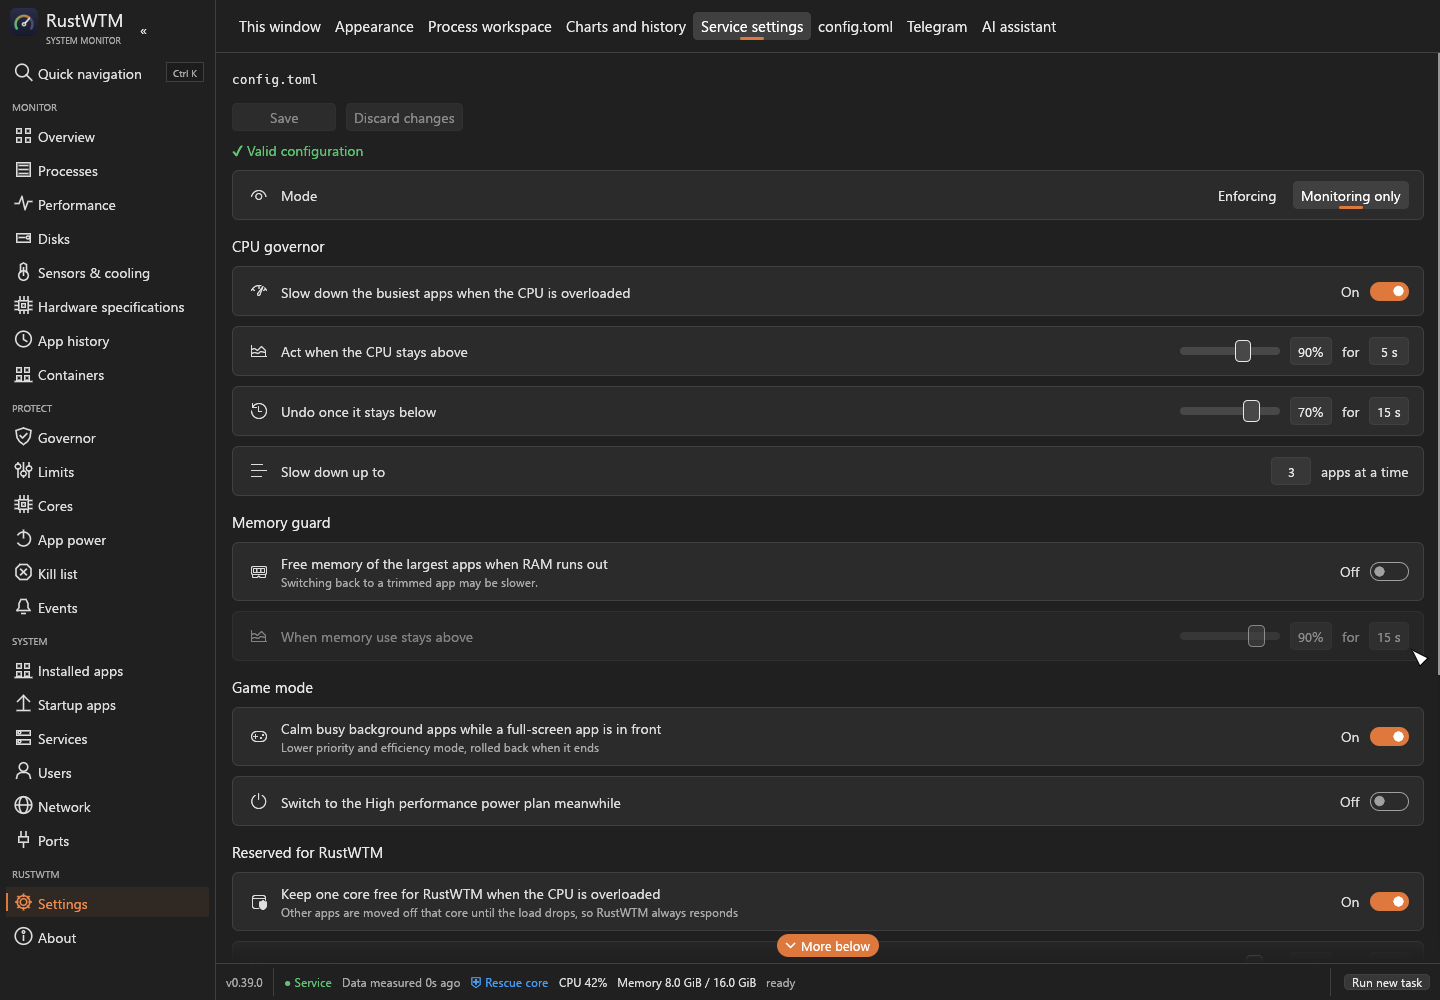 RustWTM
SYSTEM MONITOR
«
Quick navigation
Ctrl K
MONITOR
Overview
Processes
Performance
Disks
Sensors & cooling
Hardware specifications
App history
Containers
PROTECT
Governor
Limits
Cores
App power
Kill list
Events
SYSTEM
Installed apps
Startup apps
Services
Users
Network
Ports
RUSTWTM
Settings
About
This window Appearance Process workspace Charts and history Service settings config.toml Telegram AI assistant
config.toml
Save Discard changes
✓ Valid configuration
Mode Enforcing Monitoring only
CPU governor
Slow down the busiest apps when the CPU is overloaded On
Act when the CPU stays above 90% for 5 s
Undo once it stays below 70% for 15 s
Slow down up to 3 apps at a time
Memory guard
Free memory of the largest apps when RAM runs out Off
Switching back to a trimmed app may be slower.
When memory use stays above 90% for 15 s
Game mode
Calm busy background apps while a full-screen app is in front On
Lower priority and efficiency mode, rolled back when it ends
Switch to the High performance power plan meanwhile Off
Reserved for RustWTM
Keep one core free for RustWTM when the CPU is overloaded On
Other apps are moved off that core until the load drops, so RustWTM always responds
More below
v0.39.0 ● Service Data measured 0s ago Rescue core CPU 42% Memory 8.0 GiB / 16.0 GiB ready Run new task